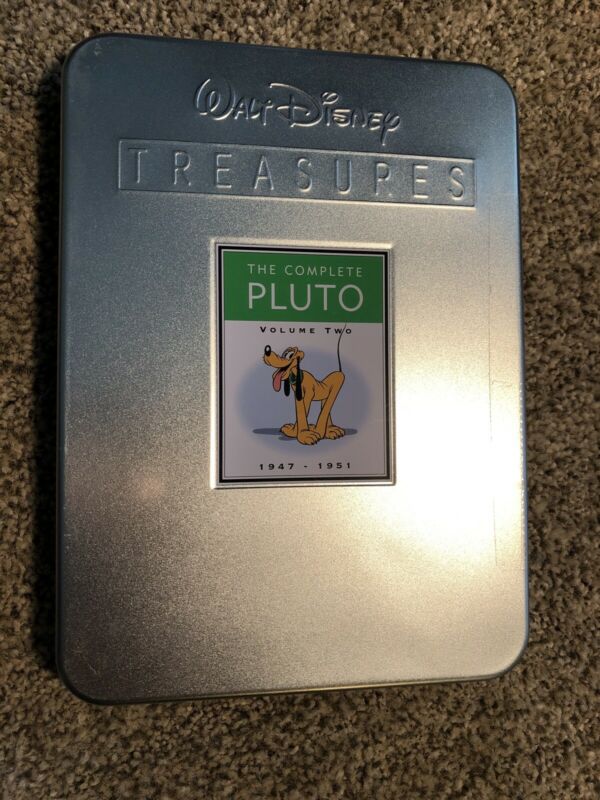 WALT DISNEY
TREASURES
THE COMPLETE
PLUTO
VOLUME TWO
1947 - 1951